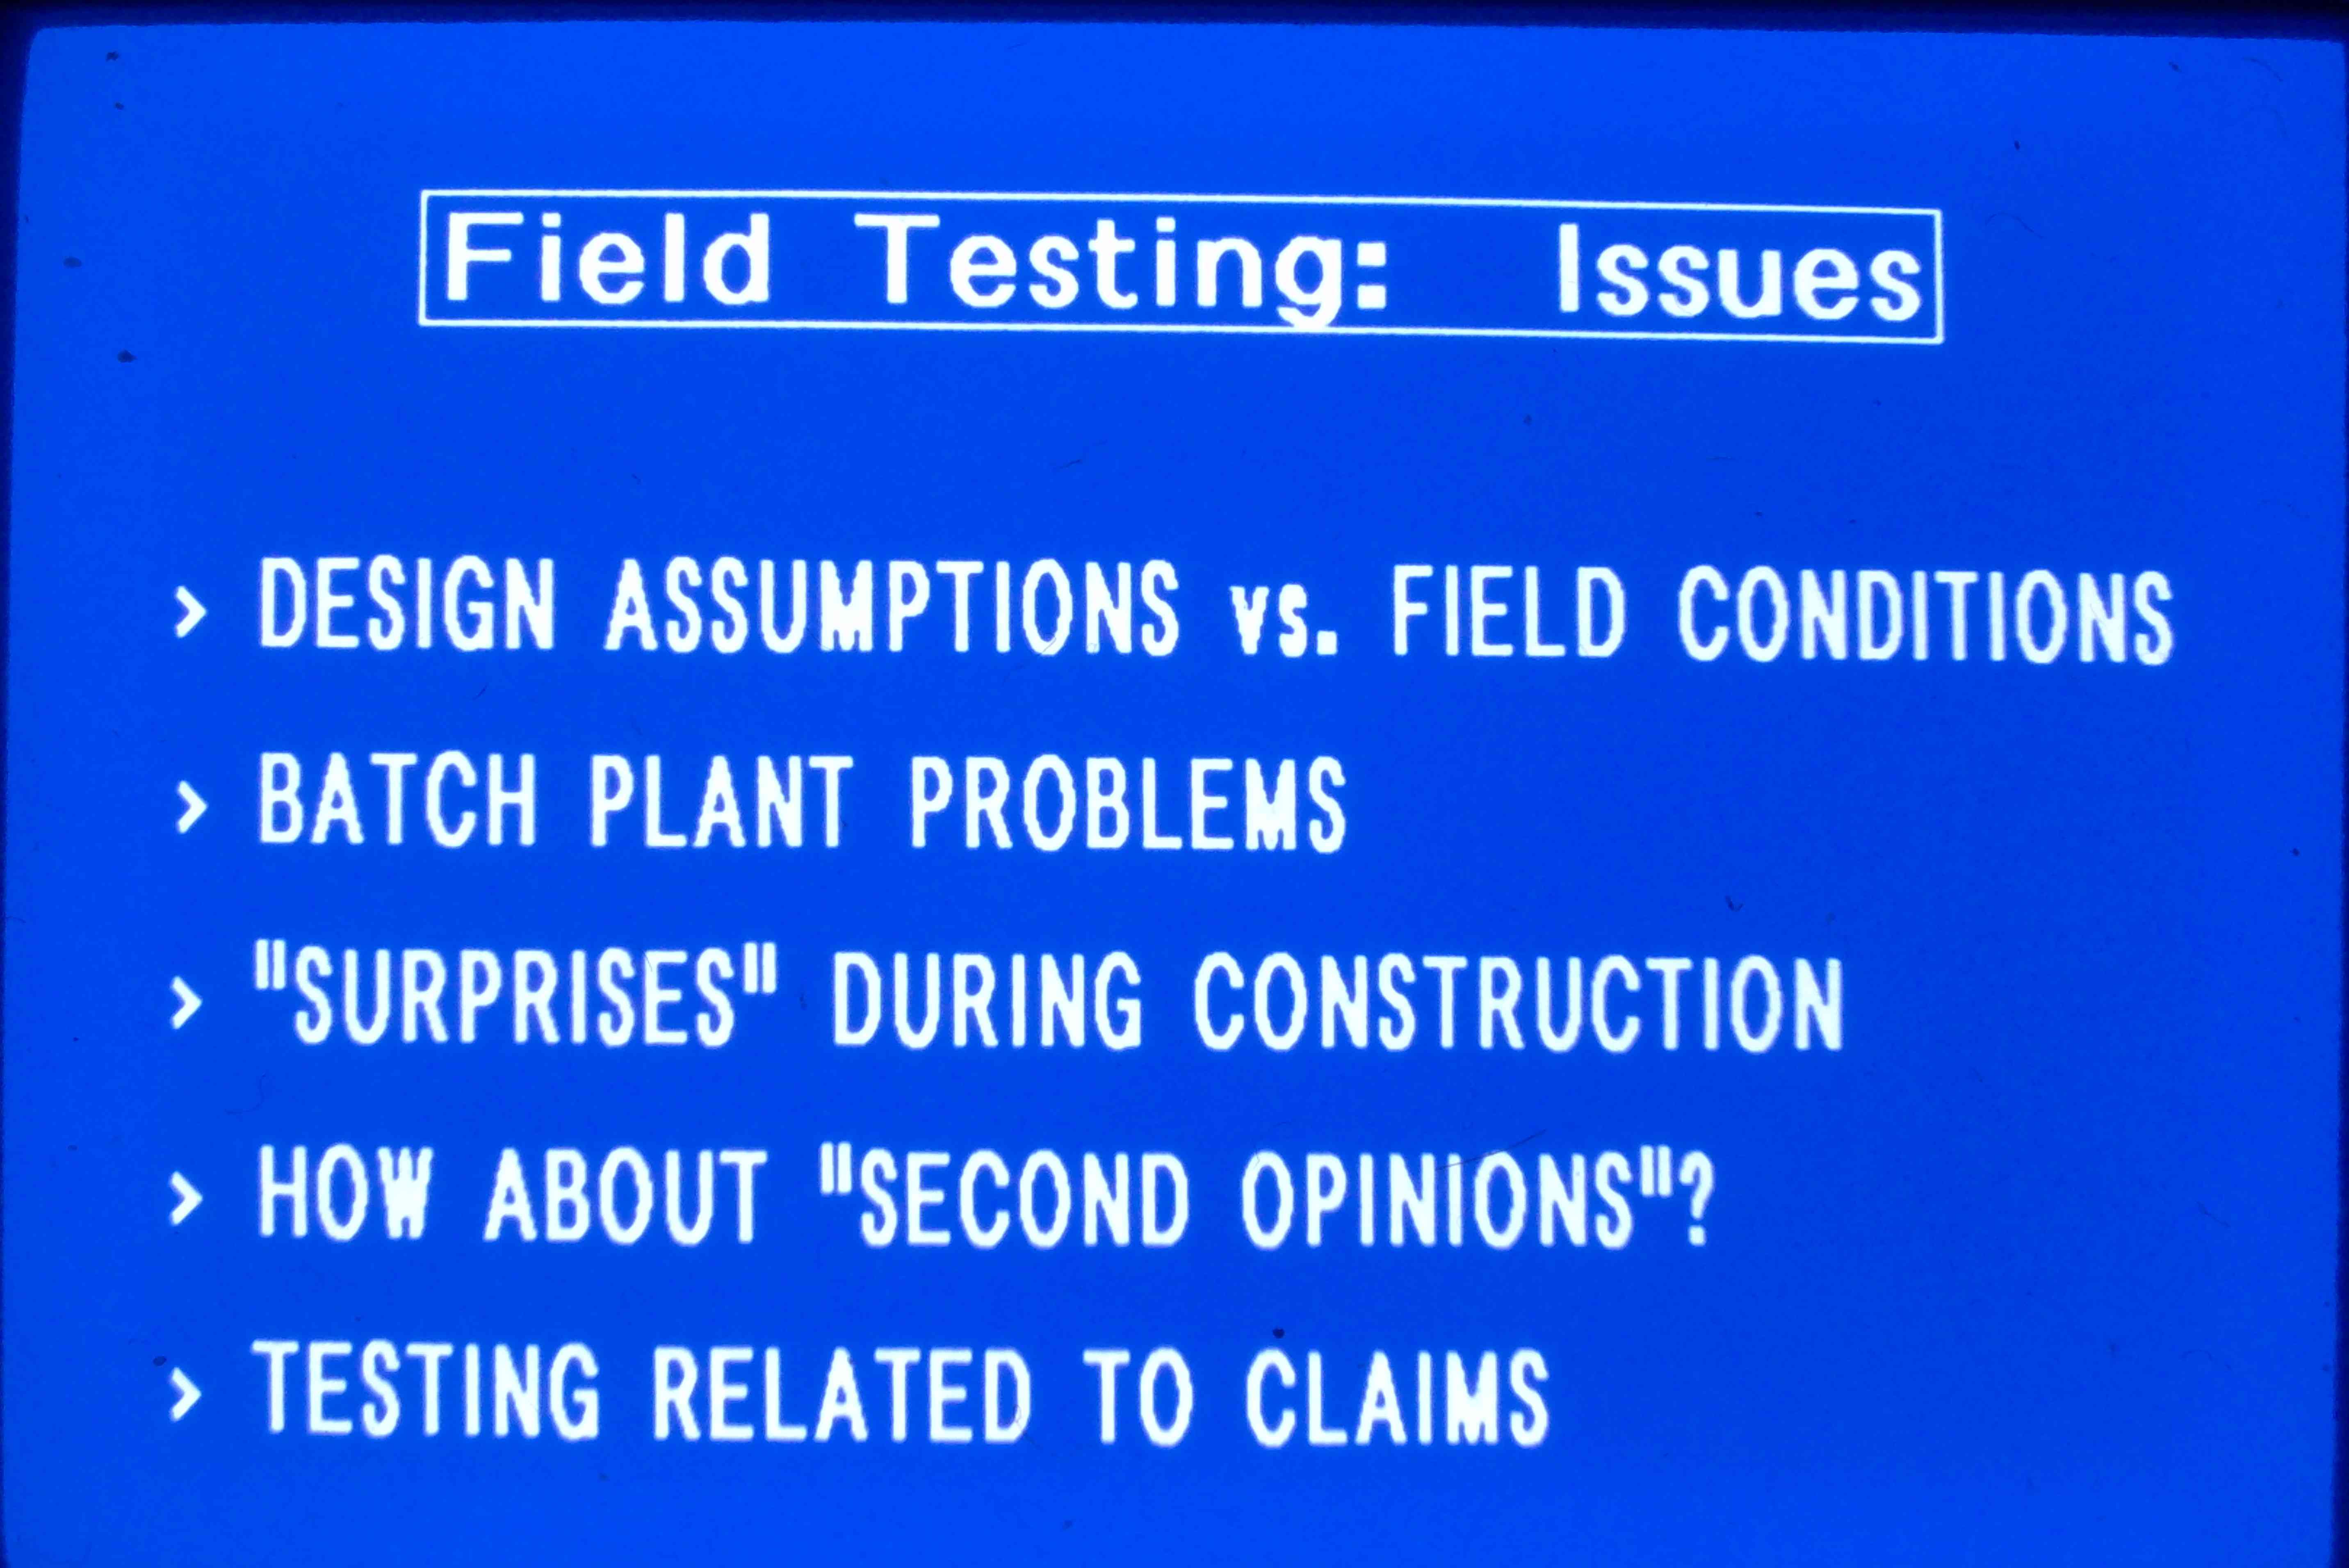 Field Testing: Issues
> DESIGN ASSUMPTIONS vs. FIELD CONDITIONS
> BATCH PLANT PROBLEMS
> "SURPRISES" DURING CONSTRUCTION
> HOW ABOUT "SECOND OPINIONS"?
> TESTING RELATED TO CLAIMS